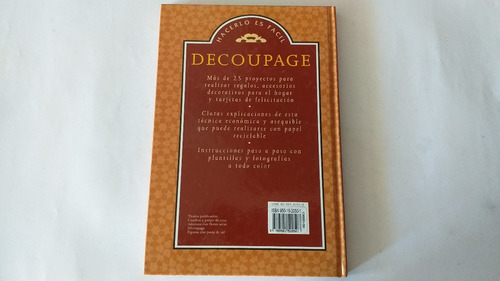 HACERLO ES FÁCIL
DECOUPAGE
Más de 25 proyectos para
realizar regalos, accesorios
decorativos para el hogar
y tarjetas de felicitación
Claras explicaciones de esta
técnica económica y asequible
que puede realizarse con papel
reciclable
Instrucciones paso a paso con
plantillas y fotografías
a todo color